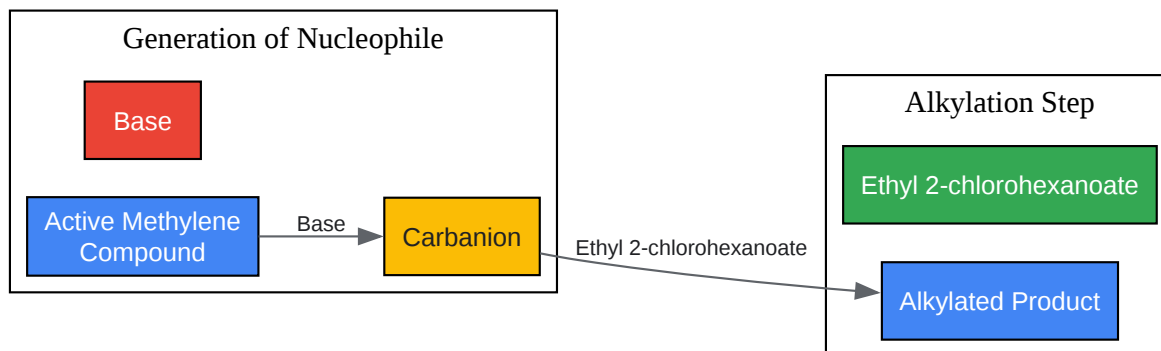 Generation of Nucleophile
Base
Active Methylene
Compound
Base
Carbanion
Ethyl 2-chlorohexanoate
Alkylation Step
Ethyl 2-chlorohexanoate
Alkylated Product